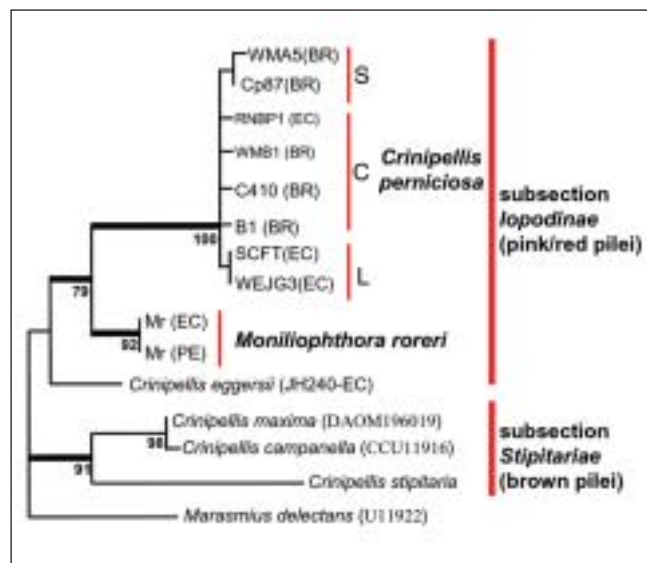 WMA5(BR)
Cp87(BR)
S
RNBP1 (EC)
WMB1 (BR)
C410 (BR)
B1 (BR)
C
Crinipellis
perniciosa
100
SCFT(EC)
WEJG3(EC)
L
79
Mr (EC)
Mr (PE)
92
Moniliophthora roreri
Crinipellis eggersii (JH240-EC)
subsection
Iopodinae
(pink/red pilei)
Crinipellis maxima (DAOM196019)
98
Crinipellis campanella (CCU11916)
91
Crinipellis stipitaria
subsection
Stipitariae
(brown pilei)
Marasmius delectans (U11922)